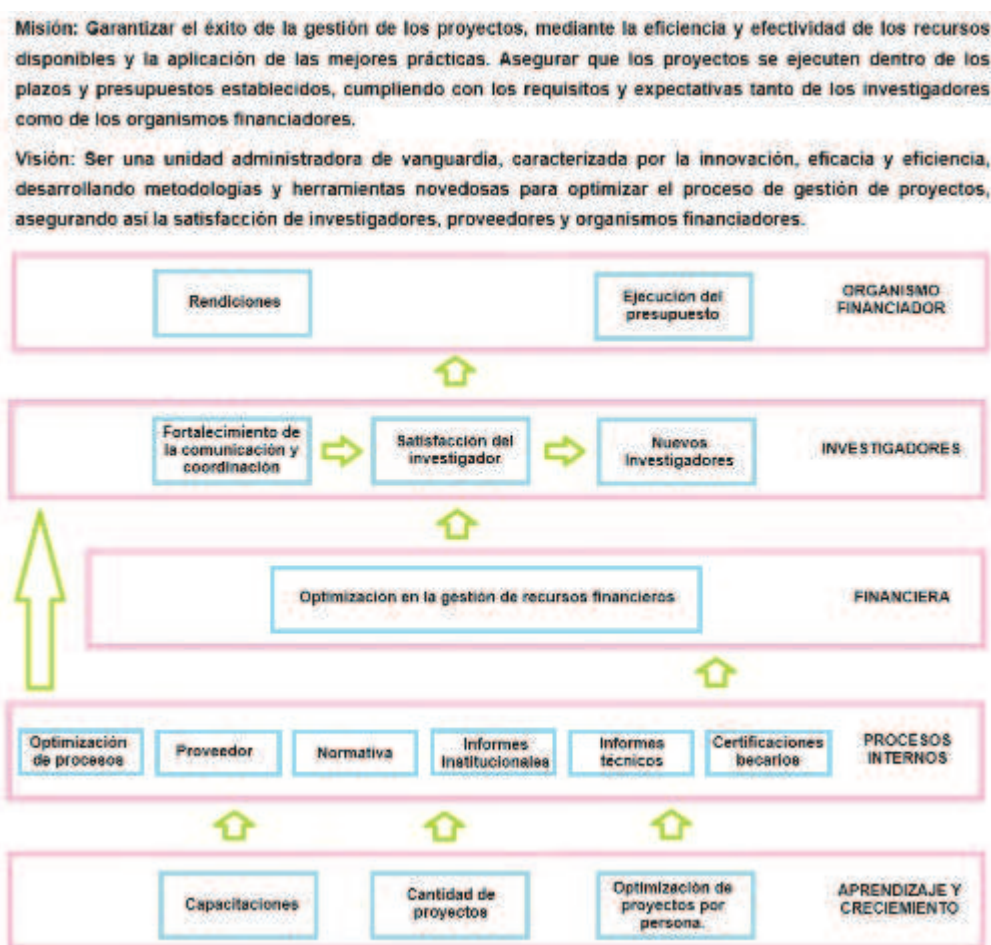 Misión: Garantizar el éxito de la gestión de los proyectos, mediante la eficiencia y efectividad de los recursos
disponibles y la aplicación de las mejores prácticas. Asegurar que los proyectos se ejecuten dentro de los
plazos y presupuestos establecidos, cumpliendo con los requisitos y expectativas tanto de los investigadores
como de los organismos financiadores.
Visión: Ser una unidad administradora de vanguardia, caracterizada por la innovación, eficacia y eficiencia,
desarrollando metodologías y herramientas novedosas para optimizar el proceso de gestión de proyectos,
asegurando así la satisfacción de investigadores, proveedores y organismos financiadores.
Rendiciones
Ejecución del
presupuesto
ORGANISMO
FINANCIADOR
Fortalecimiento de
la comunicación y
coordinación
Satisfacción del
investigador
Nuevos
Investigadores
INVESTIGADORES
Optimización en la gestión de recursos financieros
FINANCIERA
Optimización
de procesos
Proveedor
Normativa
Informes
Institucionales
Informes
técnicos
Certificaciones
becarios
PROCESOS
INTERNOS
Capacitaciones
Cantidad de
proyectos
Optimización de
proyectos por
persona.
APRENDIZAJE Y
CRECIEMIENTO